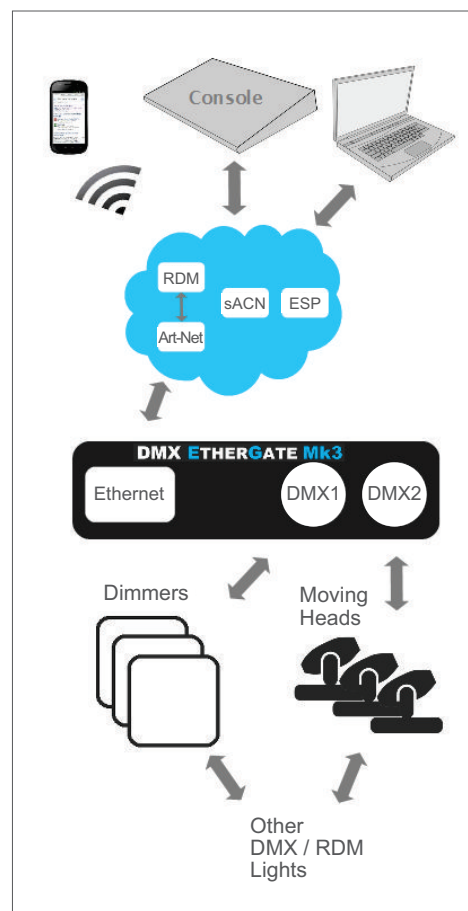 Console
RDM
sACN
ESP
Art-Net
DMX ETHERGATE Mk3
Ethernet
DMX1
DMX2
Dimmers
Moving
Heads
Other
DMX / RDM
Lights